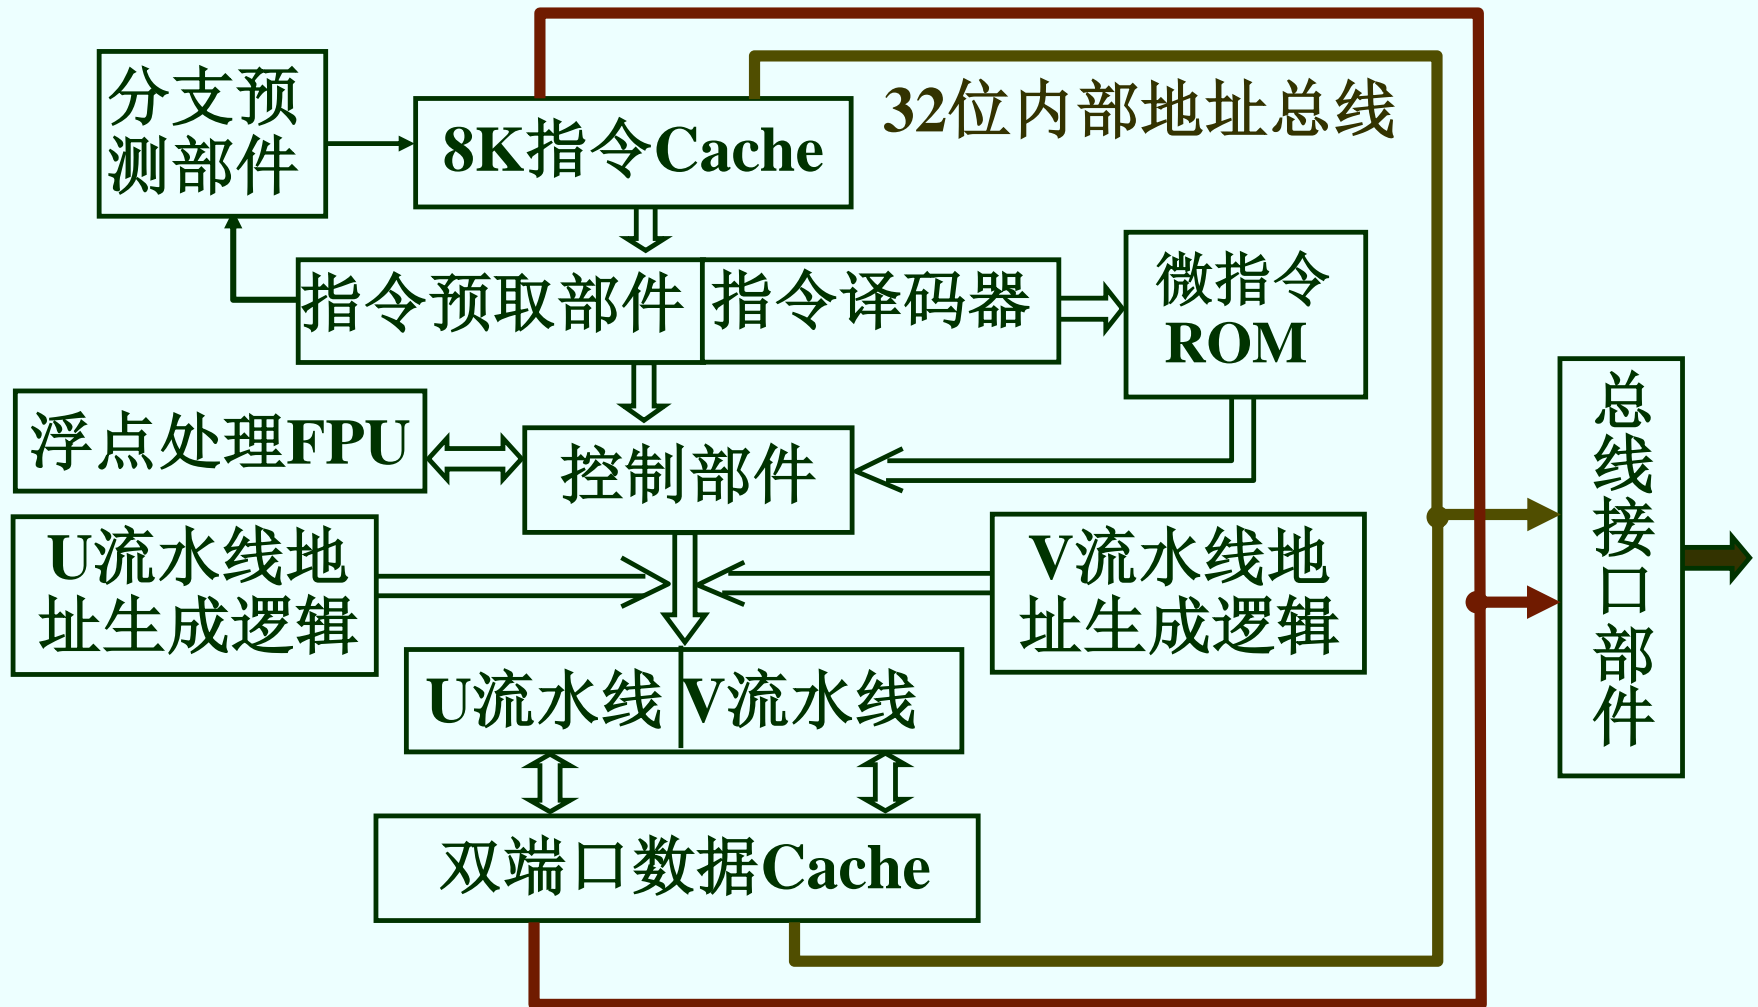 分支预
测部件
8K指令Cache
32位内部地址总线
指令预取部件
指令译码器
微指令
ROM
浮点处理FPU
控制部件
总线接口部件
U流水线地
址生成逻辑
V流水线地
址生成逻辑
U流水线
V流水线
双端口数据Cache